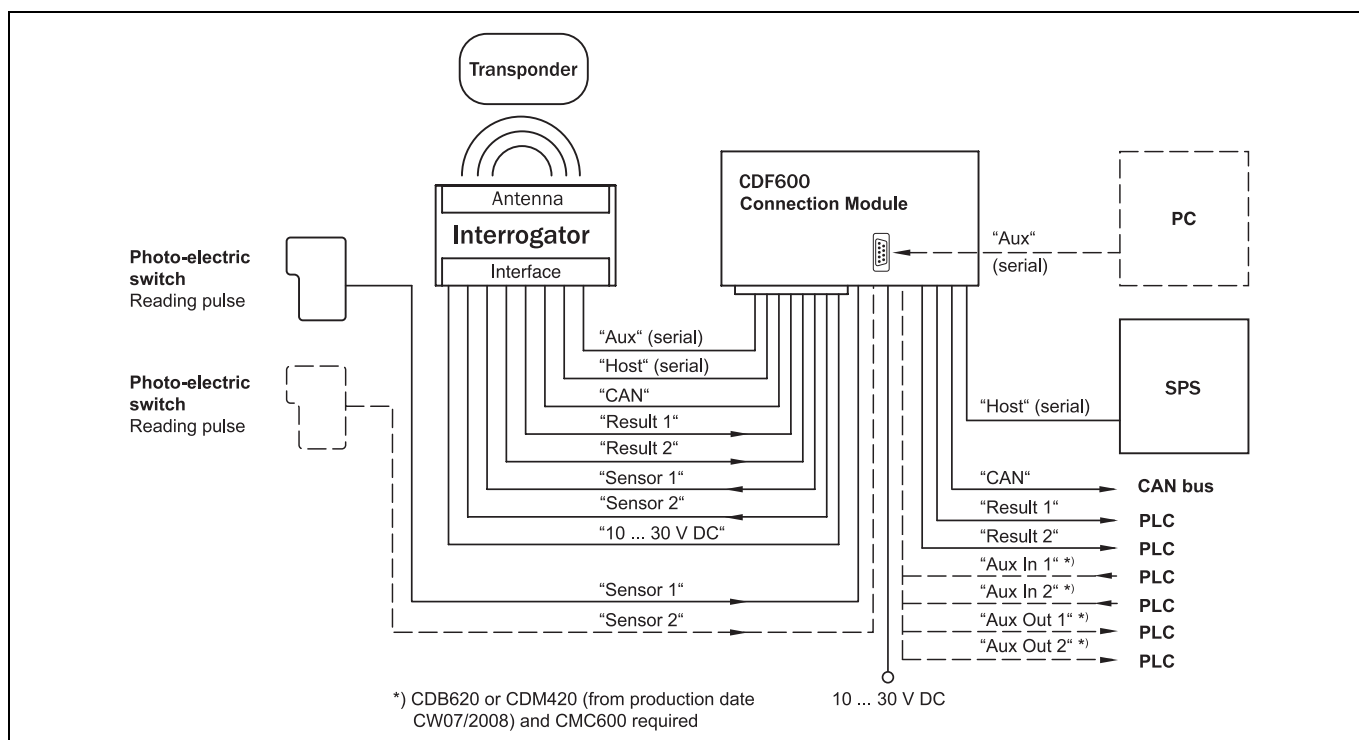 Transponder
Antenna
Interrogator
Interface
CDF600
Connection Module
PC
“Aux“
(serial)
Photo-electric
switch
Reading pulse
Photo-electric
switch
Reading pulse
“Aux“ (serial)
“Host“ (serial)
“CAN“
“Result 1“
“Result 2“
“Sensor 1“
“Sensor 2“
“10 ... 30 V DC“
“Sensor 1“
“Sensor 2“
SPS
“Host“ (serial)
“CAN“ CAN bus
“Result 1“ PLC
“Result 2“ PLC
“Aux In 1“ *) PLC
“Aux In 2“ *) PLC
“Aux Out 1“ *) PLC
“Aux Out 2“ *) PLC
10 ... 30 V DC
*) CDB620 or CDM420 (from production date
CW07/2008) and CMC600 required